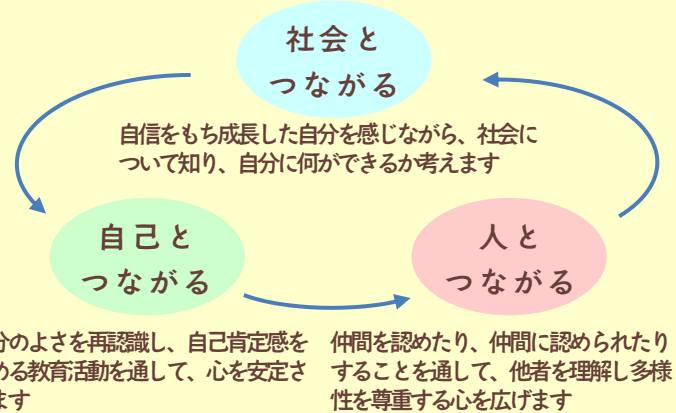 社会と
つながる
自信をもち成長した自分を感じながら、社会に
ついて知り、自分に何ができるか考えます
自己と
つながる
人と
つながる
分のよさを再認識し、自己肯定感を
める教育活動を通して、心を安定さ
ます
仲間を認めたり、仲間に認められたり
することを通して、他者を理解し多様
性を尊重する心を広げます